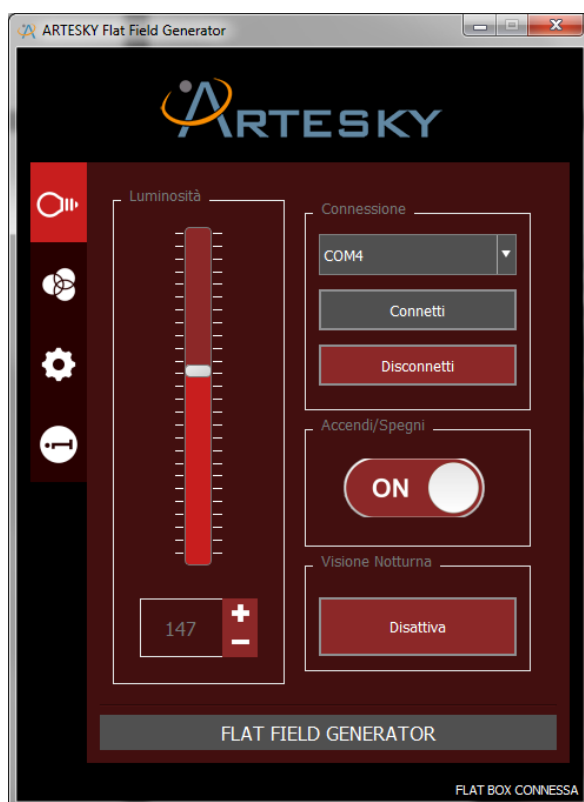 ARTESKY Flat Field Generator
ARTESKY
Luminosità
147
Connessione
COM4
Connetti
Disconnetti
Accendi/Spegni
ON
Visione Notturna
Disattiva
FLAT FIELD GENERATOR
FLAT BOX CONNESSA